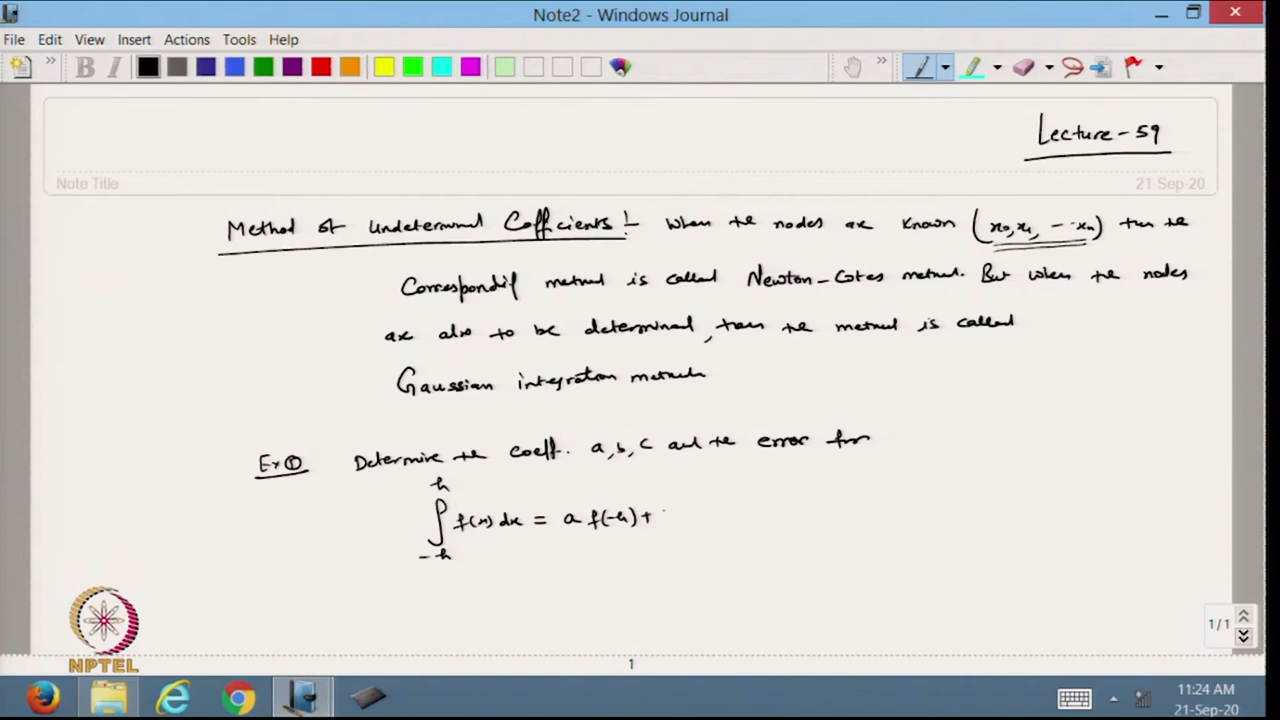 Note2 - Windows Journal
File Edit View Insert Actions Tools Help
Lecture - 59
Note Title
21-Sep-20
Method of Undetermined Coefficients :- When the nodes are known (x₀, x₁, --- xₙ) then the
Corresponding method is called Newton-Cotes method. But when the nodes
are also to be determined, then the method is called
Gaussian integration methods
Ex ① Determine the coeff. a, b, c and the error for
∫₋ₕʰ f(x) dx = a f(-h) +
1/1
NPTEL
1
11:24 AM
21-Sep-20